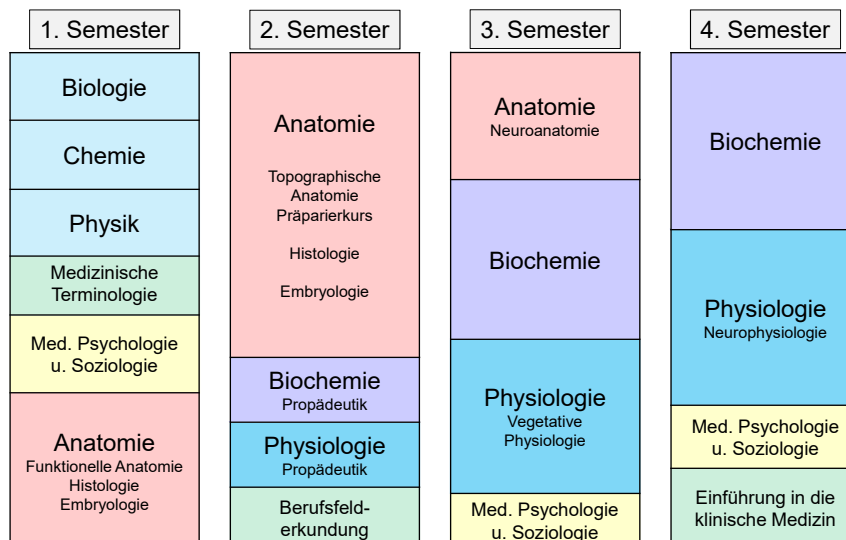 1. Semester
Biologie
Chemie
Physik
Medizinische
Terminologie
Med. Psychologie
u. Soziologie
Anatomie
Funktionelle Anatomie
Histologie
Embryologie
2. Semester
Anatomie
Topographische
Anatomie
Präparierkurs
Histologie
Embryologie
Biochemie
Propädeutik
Physiologie
Propädeutik
Berufsfeld-
erkundung
3. Semester
Anatomie
Neuroanatomie
Biochemie
Physiologie
Vegetative
Physiologie
Med. Psychologie
u. Soziologie
4. Semester
Biochemie
Physiologie
Neurophysiologie
Med. Psychologie
u. Soziologie
Einführung in die
klinische Medizin